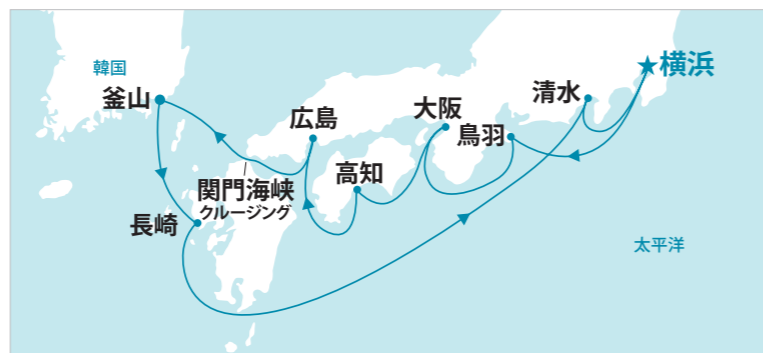 韓国
釜山
長崎
関門海峡
クルージング
広島
高知
大阪
鳥羽
清水
★横浜
太平洋